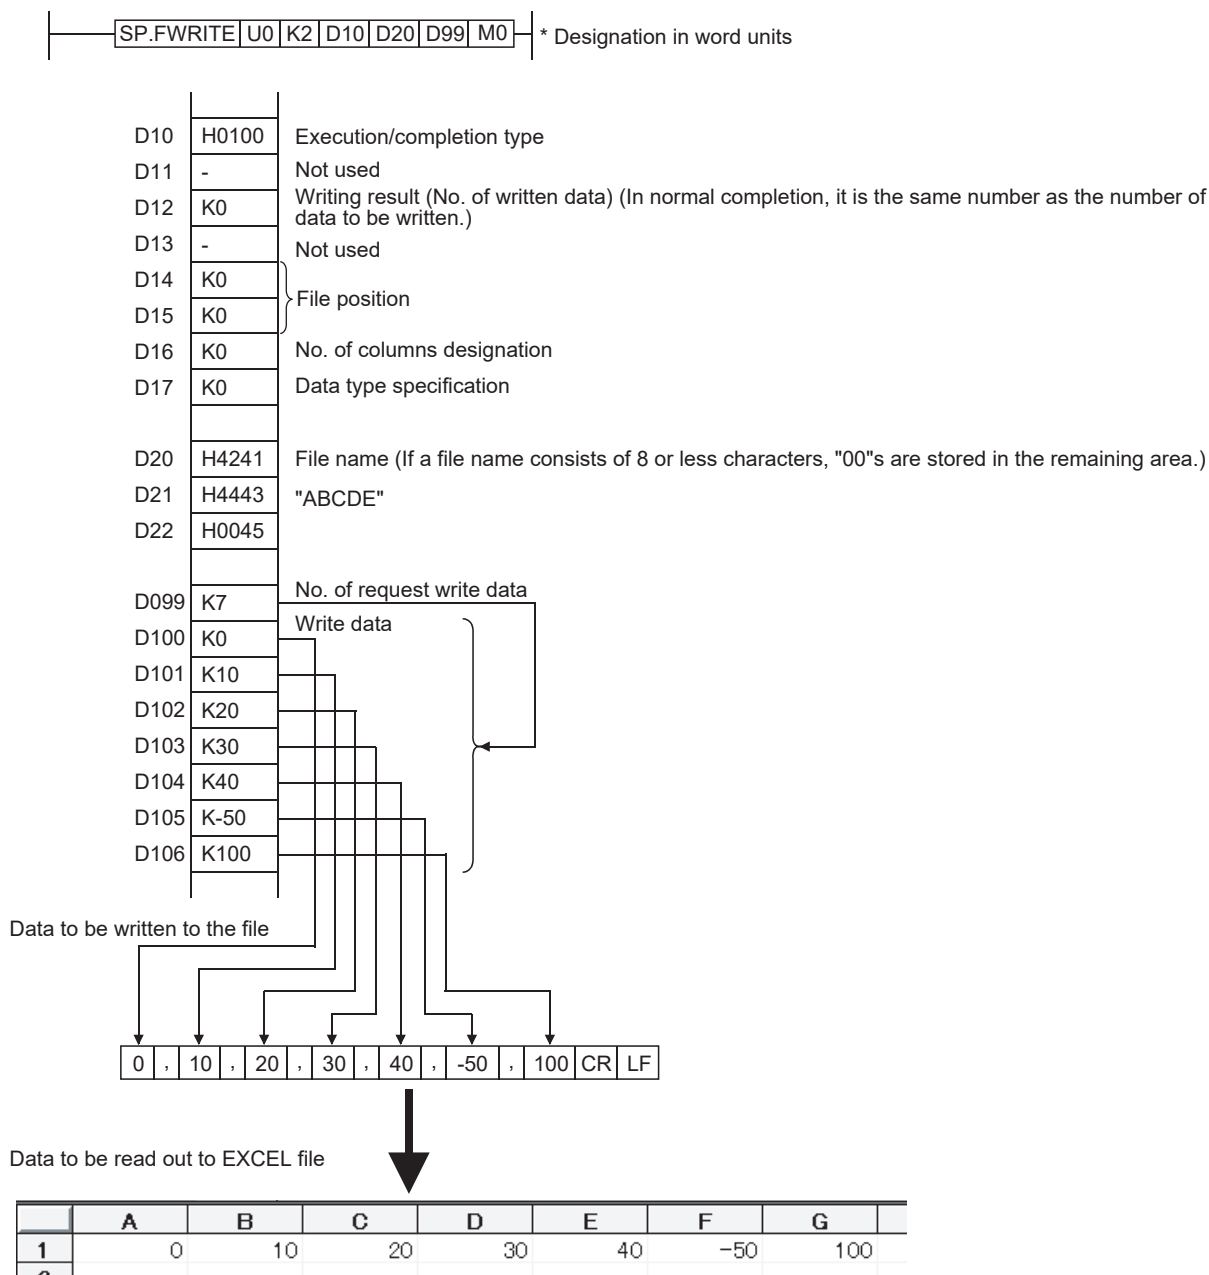 SP.FWRITE U0 K2 D10 D20 D99 M0 * Designation in word units
D10 H0100 Execution/completion type
D11 - Not used
D12 K0 Writing result (No. of written data) (In normal completion, it is the same number as the number of
data to be written.)
D13 - Not used
D14 K0
File position
D15 K0
D16 K0 No. of columns designation
D17 K0 Data type specification
D20 H4241 File name (If a file name consists of 8 or less characters, "00"s are stored in the remaining area.)
D21 H4443 "ABCDE"
D22 H0045
No. of request write data
D099 K7
Write data
D100 K0
D101 K10
D102 K20
D103 K30
D104 K40
D105 K-50
D106 K100
Data to be written to the file
0 , 10 , 20 , 30 , 40 , -50 , 100 CR LF
Data to be read out to EXCEL file
A B C D E F G
1 0 10 20 30 40 -50 100